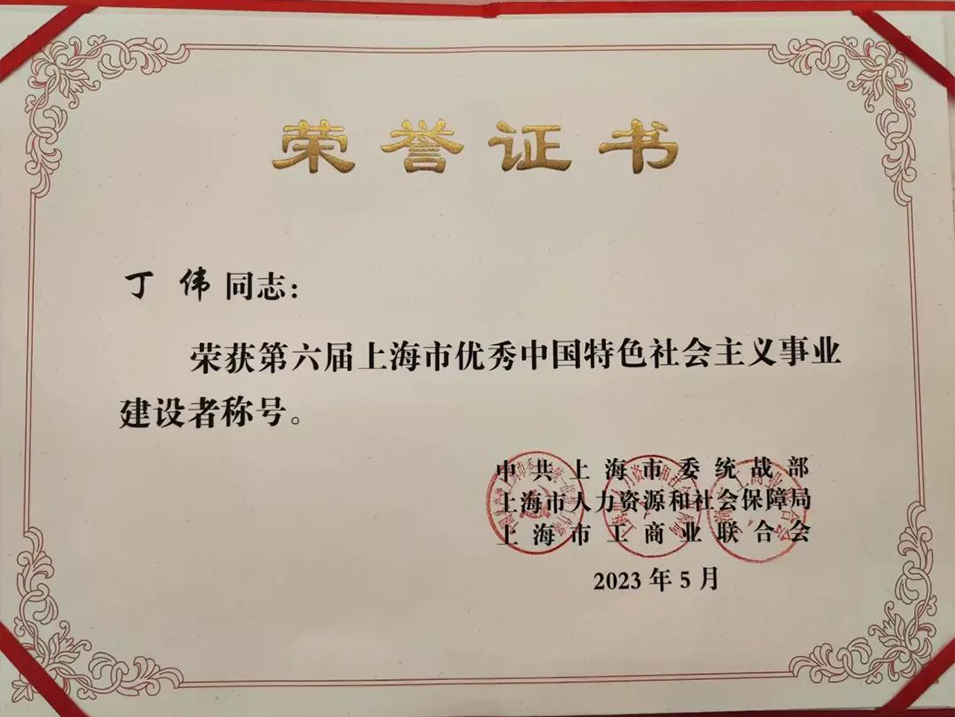 荣誉证书
丁伟同志：
荣获第六届上海市优秀中国特色社会主义事业
建设者称号。
中共上海市委统战部
上海市人力资源和社会保障局
上海市工商业联合会
2023年5月